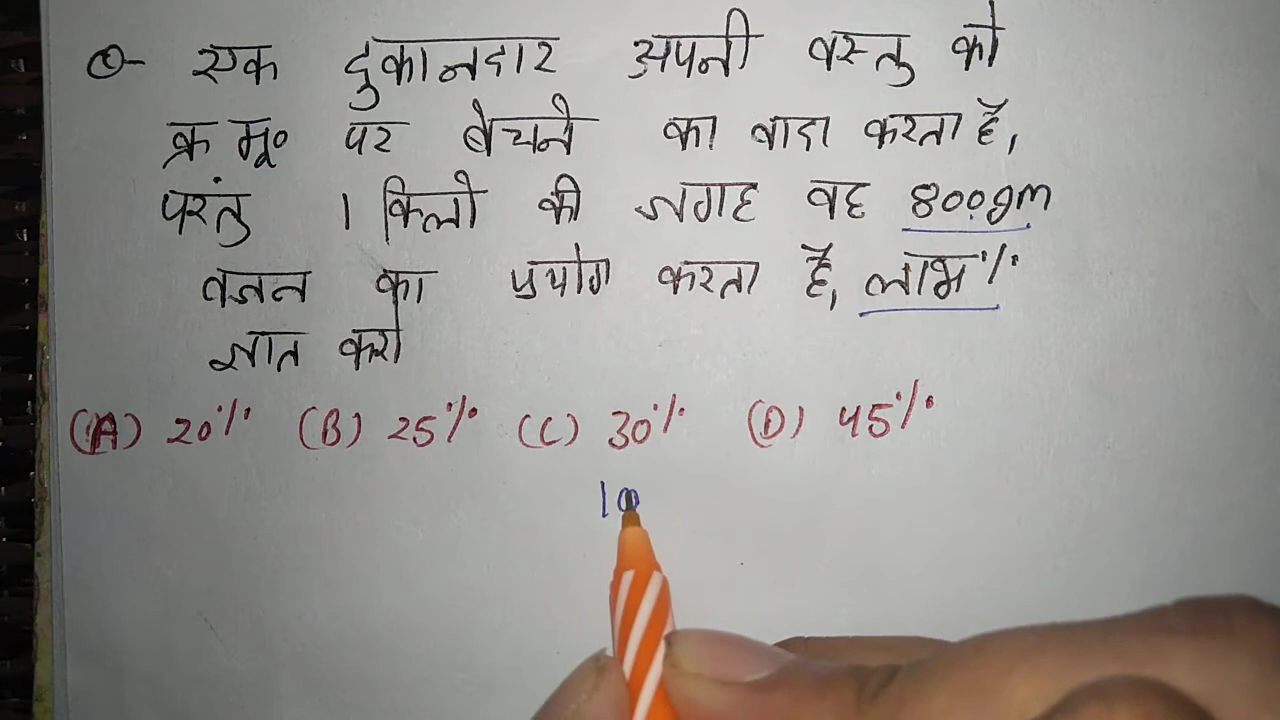 Q- एक दुकानदार अपनी वस्तु को
क्र मू० पर बेचने का वादा करता है,
परंतु 1 किलो की जगह वह 800gm
वजन का प्रयोग करता है, लाभ%
ज्ञात करो
(A) 20% (B) 25% (C) 30% (D) 45%
10